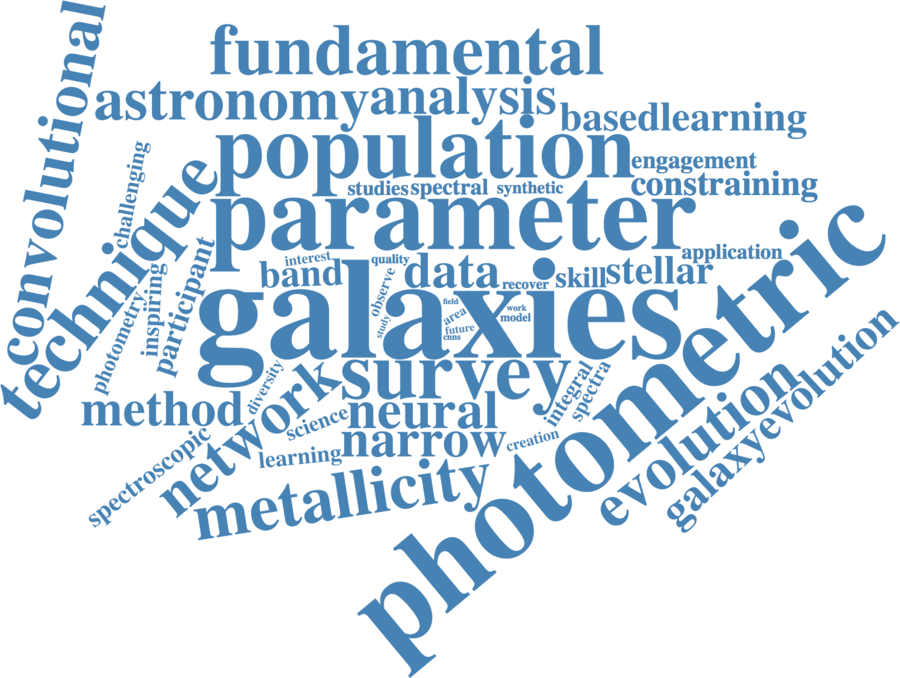 fundamental
convolutional
astronomy
analysis
basedlearning
population
engagement
challenging
technique
studies
spectral
synthetic
constraining
parameter
participant
application
interest
quality
band
data
recover
skill
stellar
photometry
inspiring
observe
study
galaxies
field
area
work
model
future
cnns
photometric
survey
diversity
integral
spectra
method
network
science
neural
evolution
galaxyevolution
spectroscopic
learning
narrow
creation
metallicity